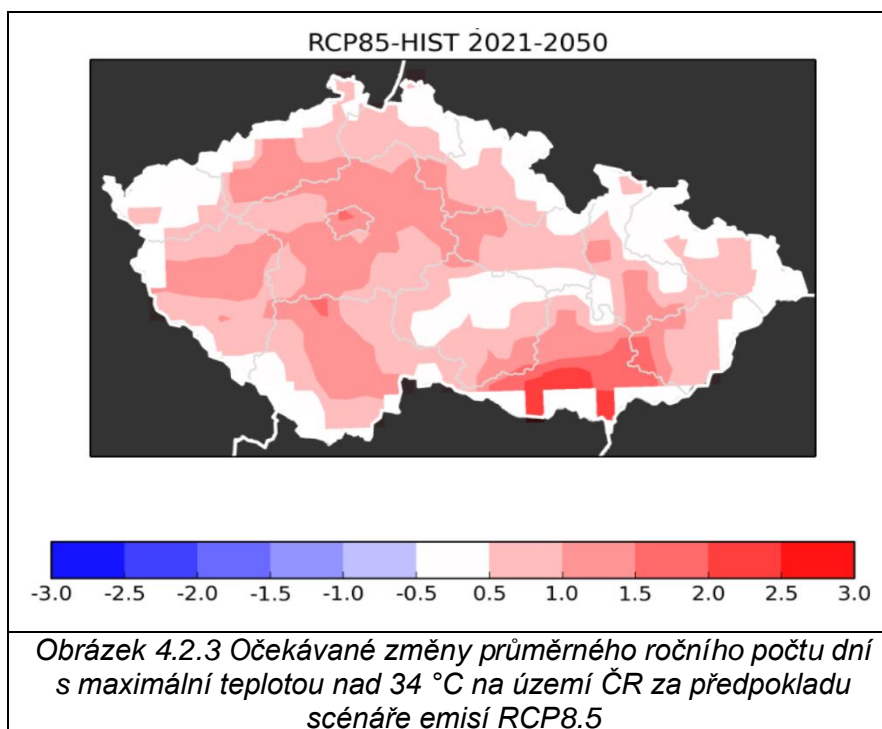 RCP85-HIST 2021-2050
-3.0 -2.5 -2.0 -1.5 -1.0 -0.5 0.5 1.0 1.5 2.0 2.5 3.0
Obrázek 4.2.3 Očekávané změny průměrného ročního počtu dní
s maximální teplotou nad 34 °C na území ČR za předpokladu
scénáře emisí RCP8.5